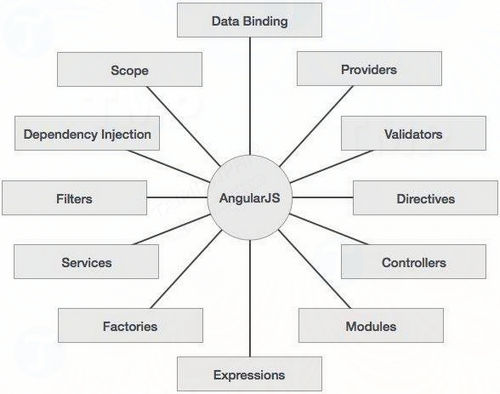 Data Binding
Scope
Providers
Dependency Injection
Validators
Filters
AngularJS
Directives
Services
Controllers
Factories
Modules
Expressions